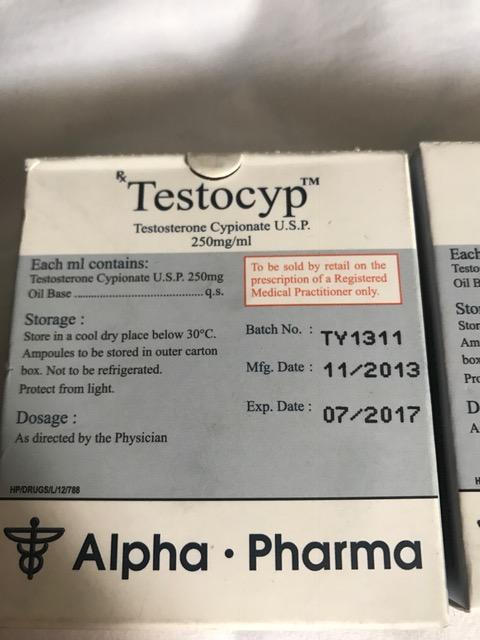 Rx Testocyp™
Testosterone Cypionate U.S.P.
250mg/ml
Each ml contains:
Testosterone Cypionate U.S.P. 250mg
Oil Base ........................................ q.s.
To be sold by retail on the
prescription of a Registered
Medical Practitioner only.
Storage :
Store in a cool dry place below 30ºC.
Ampoules to be stored in outer carton
box. Not to be refrigerated.
Protect from light.
Dosage :
As directed by the Physician
Batch No. : TY1311
Mfg. Date : 11/2013
Exp. Date : 07/2017
HP/DRUGS/L/12/788
Alpha · Pharma
Each
Testo
Oil B
Sto
Stor
Am
box
Pro
D
A
H